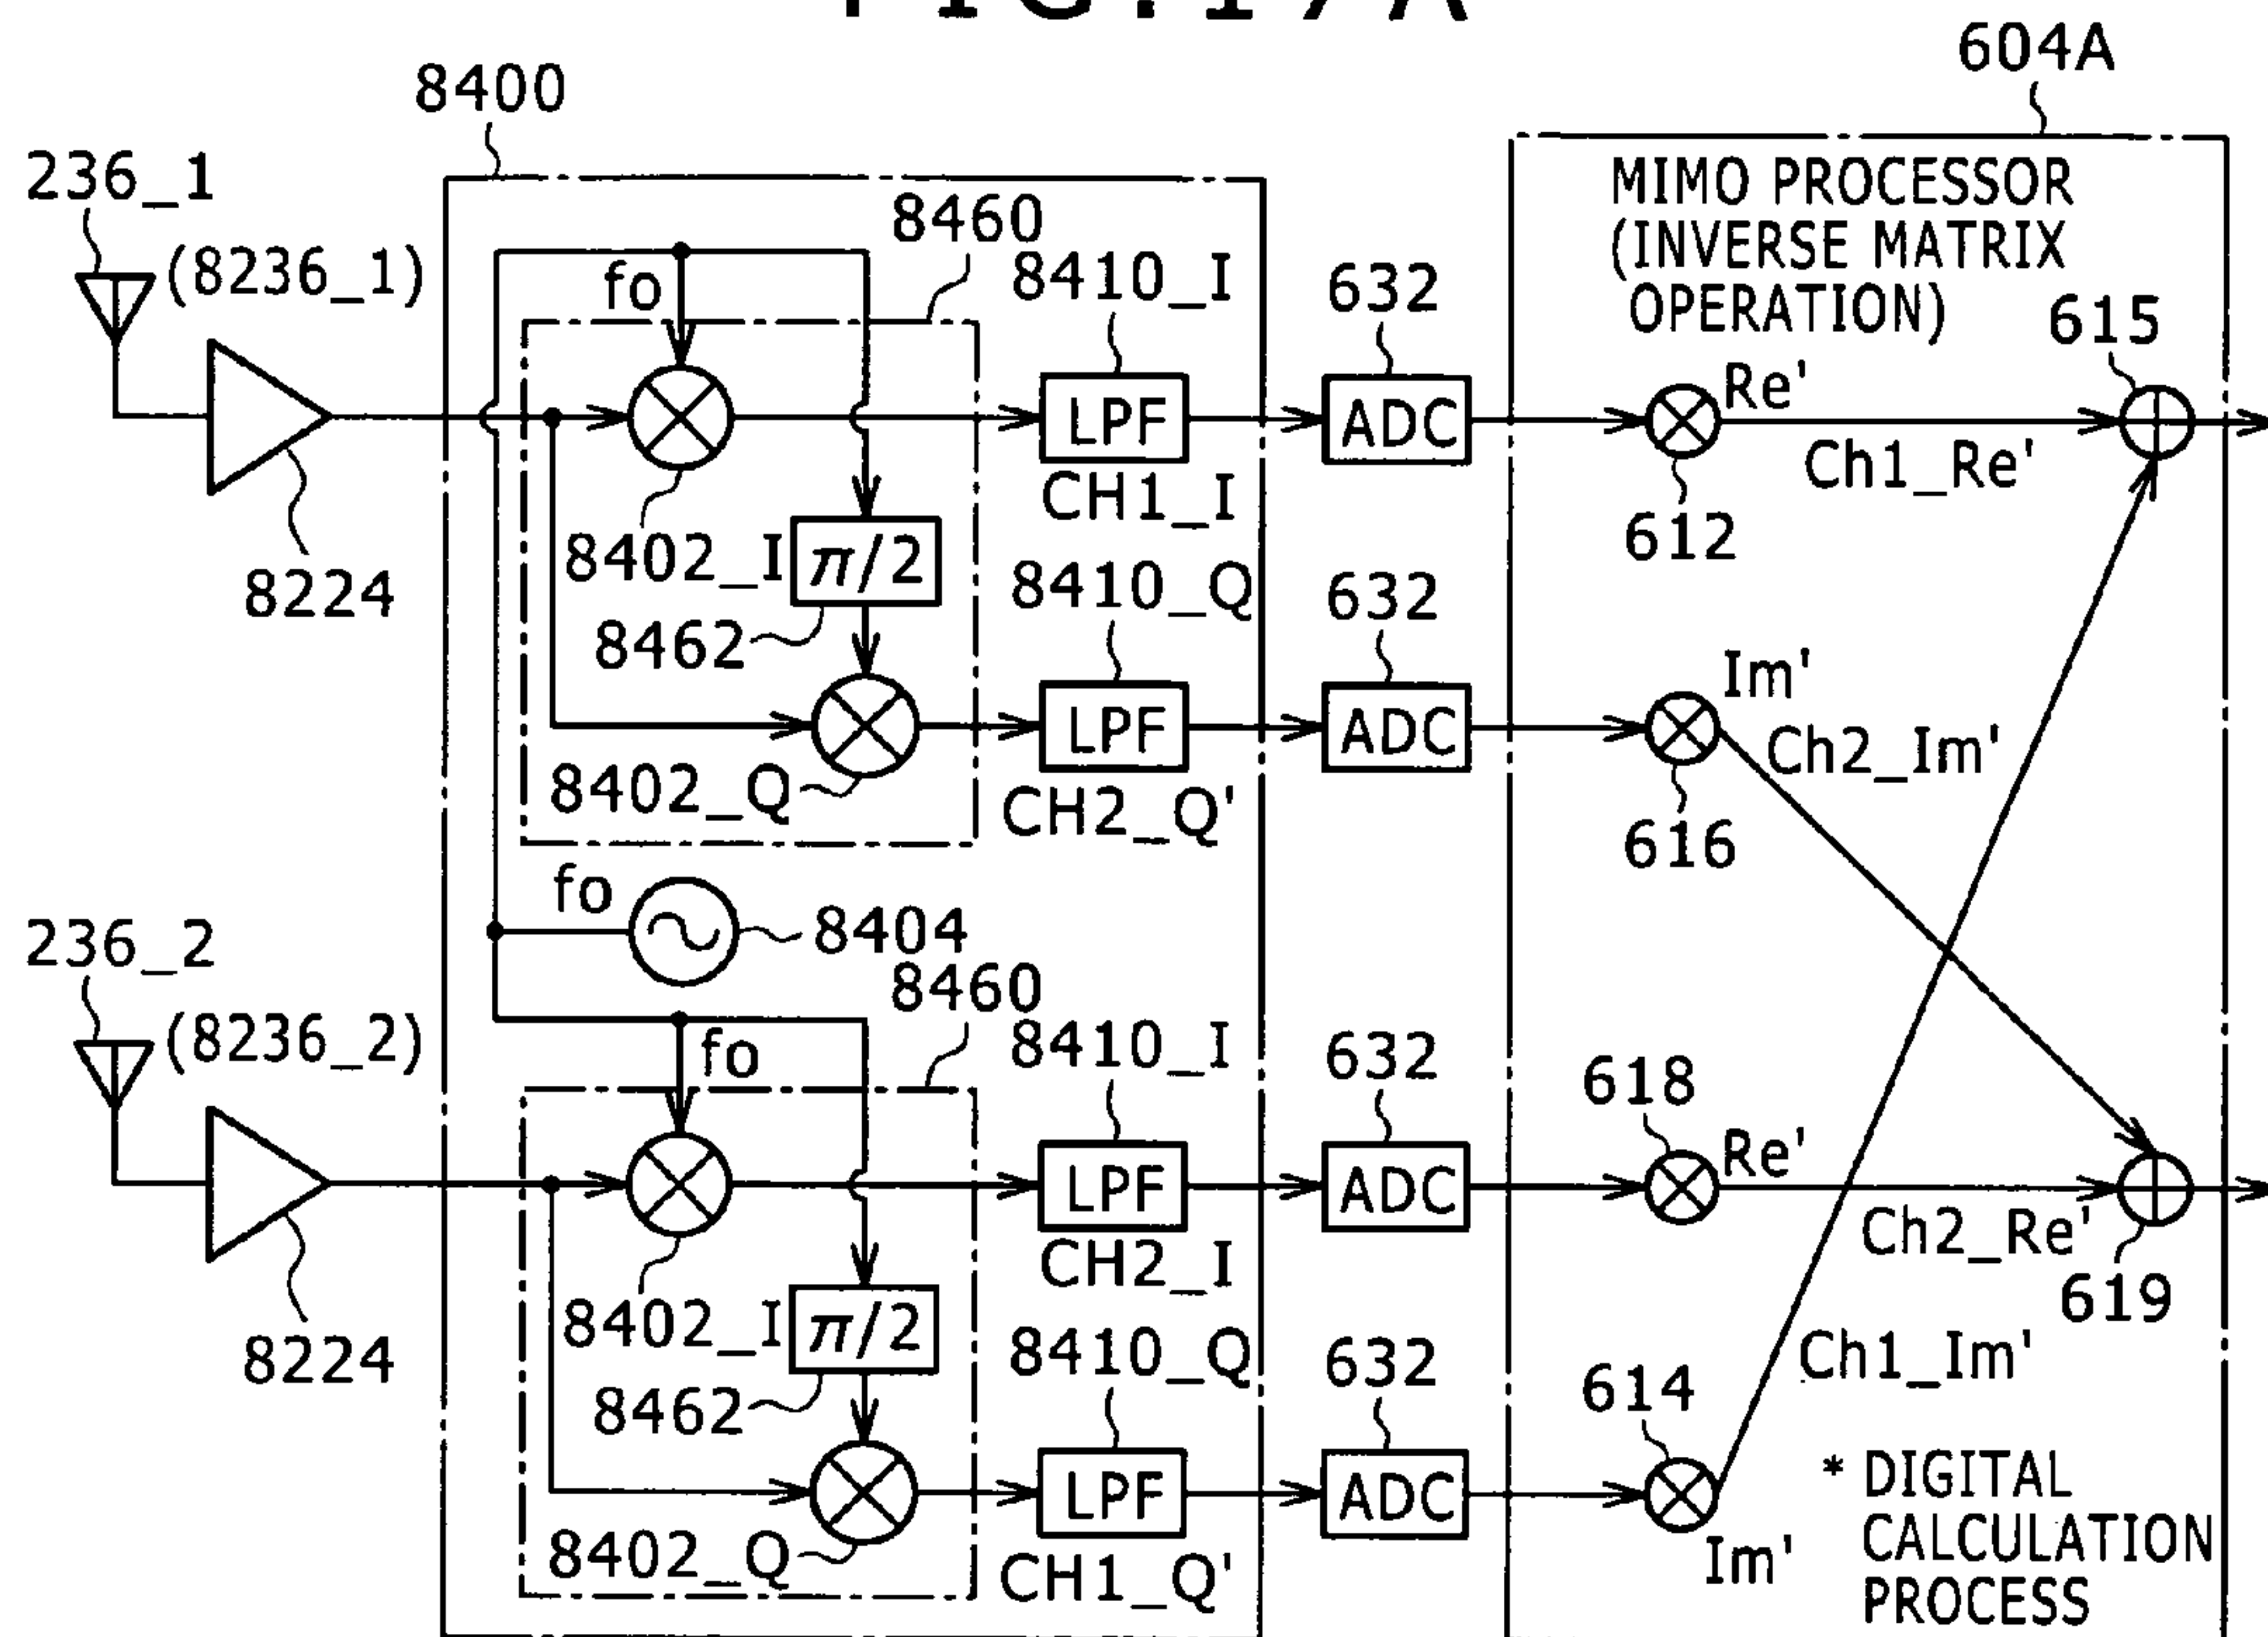 604A
8400
236_1
8460
MIMO PROCESSOR
(INVERSE MATRIX
OPERATION)
(8236_1)
fo
8410_I
632
615
LPF
ADC
Re'
Ch1_Re'
CH1_I
612
8224
8402_I
π/2
8410_Q
632
8462
LPF
ADC
Im'
Ch2_Im'
8402_Q
CH2_Q'
616
fo
8404
236_2
8460
(8236_2)
fo
8410_I
632
618
LPF
ADC
Re'
Ch2_Re'
CH2_I
619
8224
8402_I
π/2
8410_Q
632
Ch1_Im'
8462
614
LPF
ADC
* DIGITAL
CALCULATION
PROCESS
8402_Q
CH1_Q'
Im'